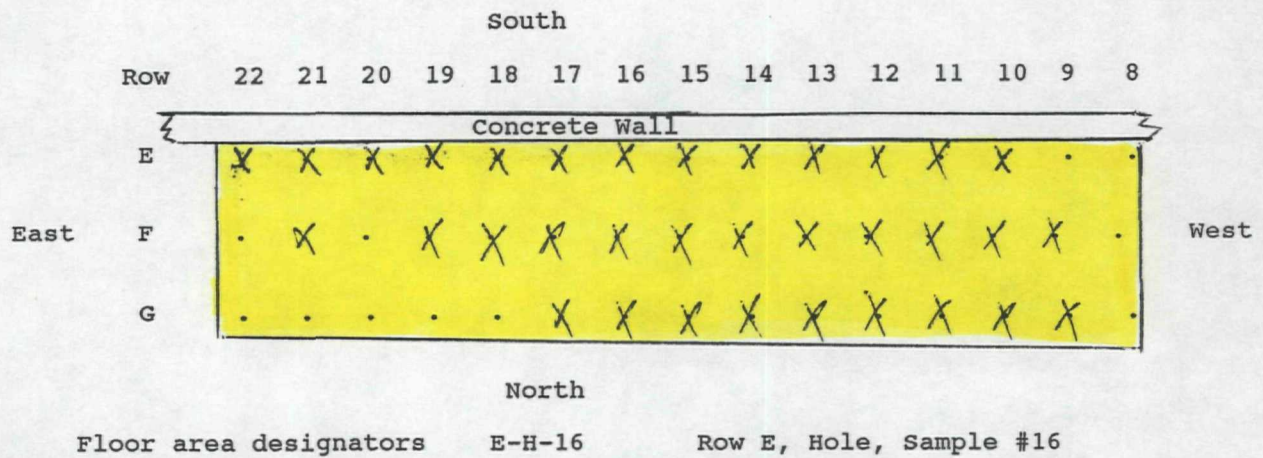 South
Row 22 21 20 19 18 17 16 15 14 13 12 11 10 9 8
Concrete Wall
E X X X X X X X X X X X X X . .
East F . X . X X X X X X X X X X X . West
G . . . . . X X X X X X X X X .
North
Floor area designators E-H-16 Row E, Hole, Sample #16